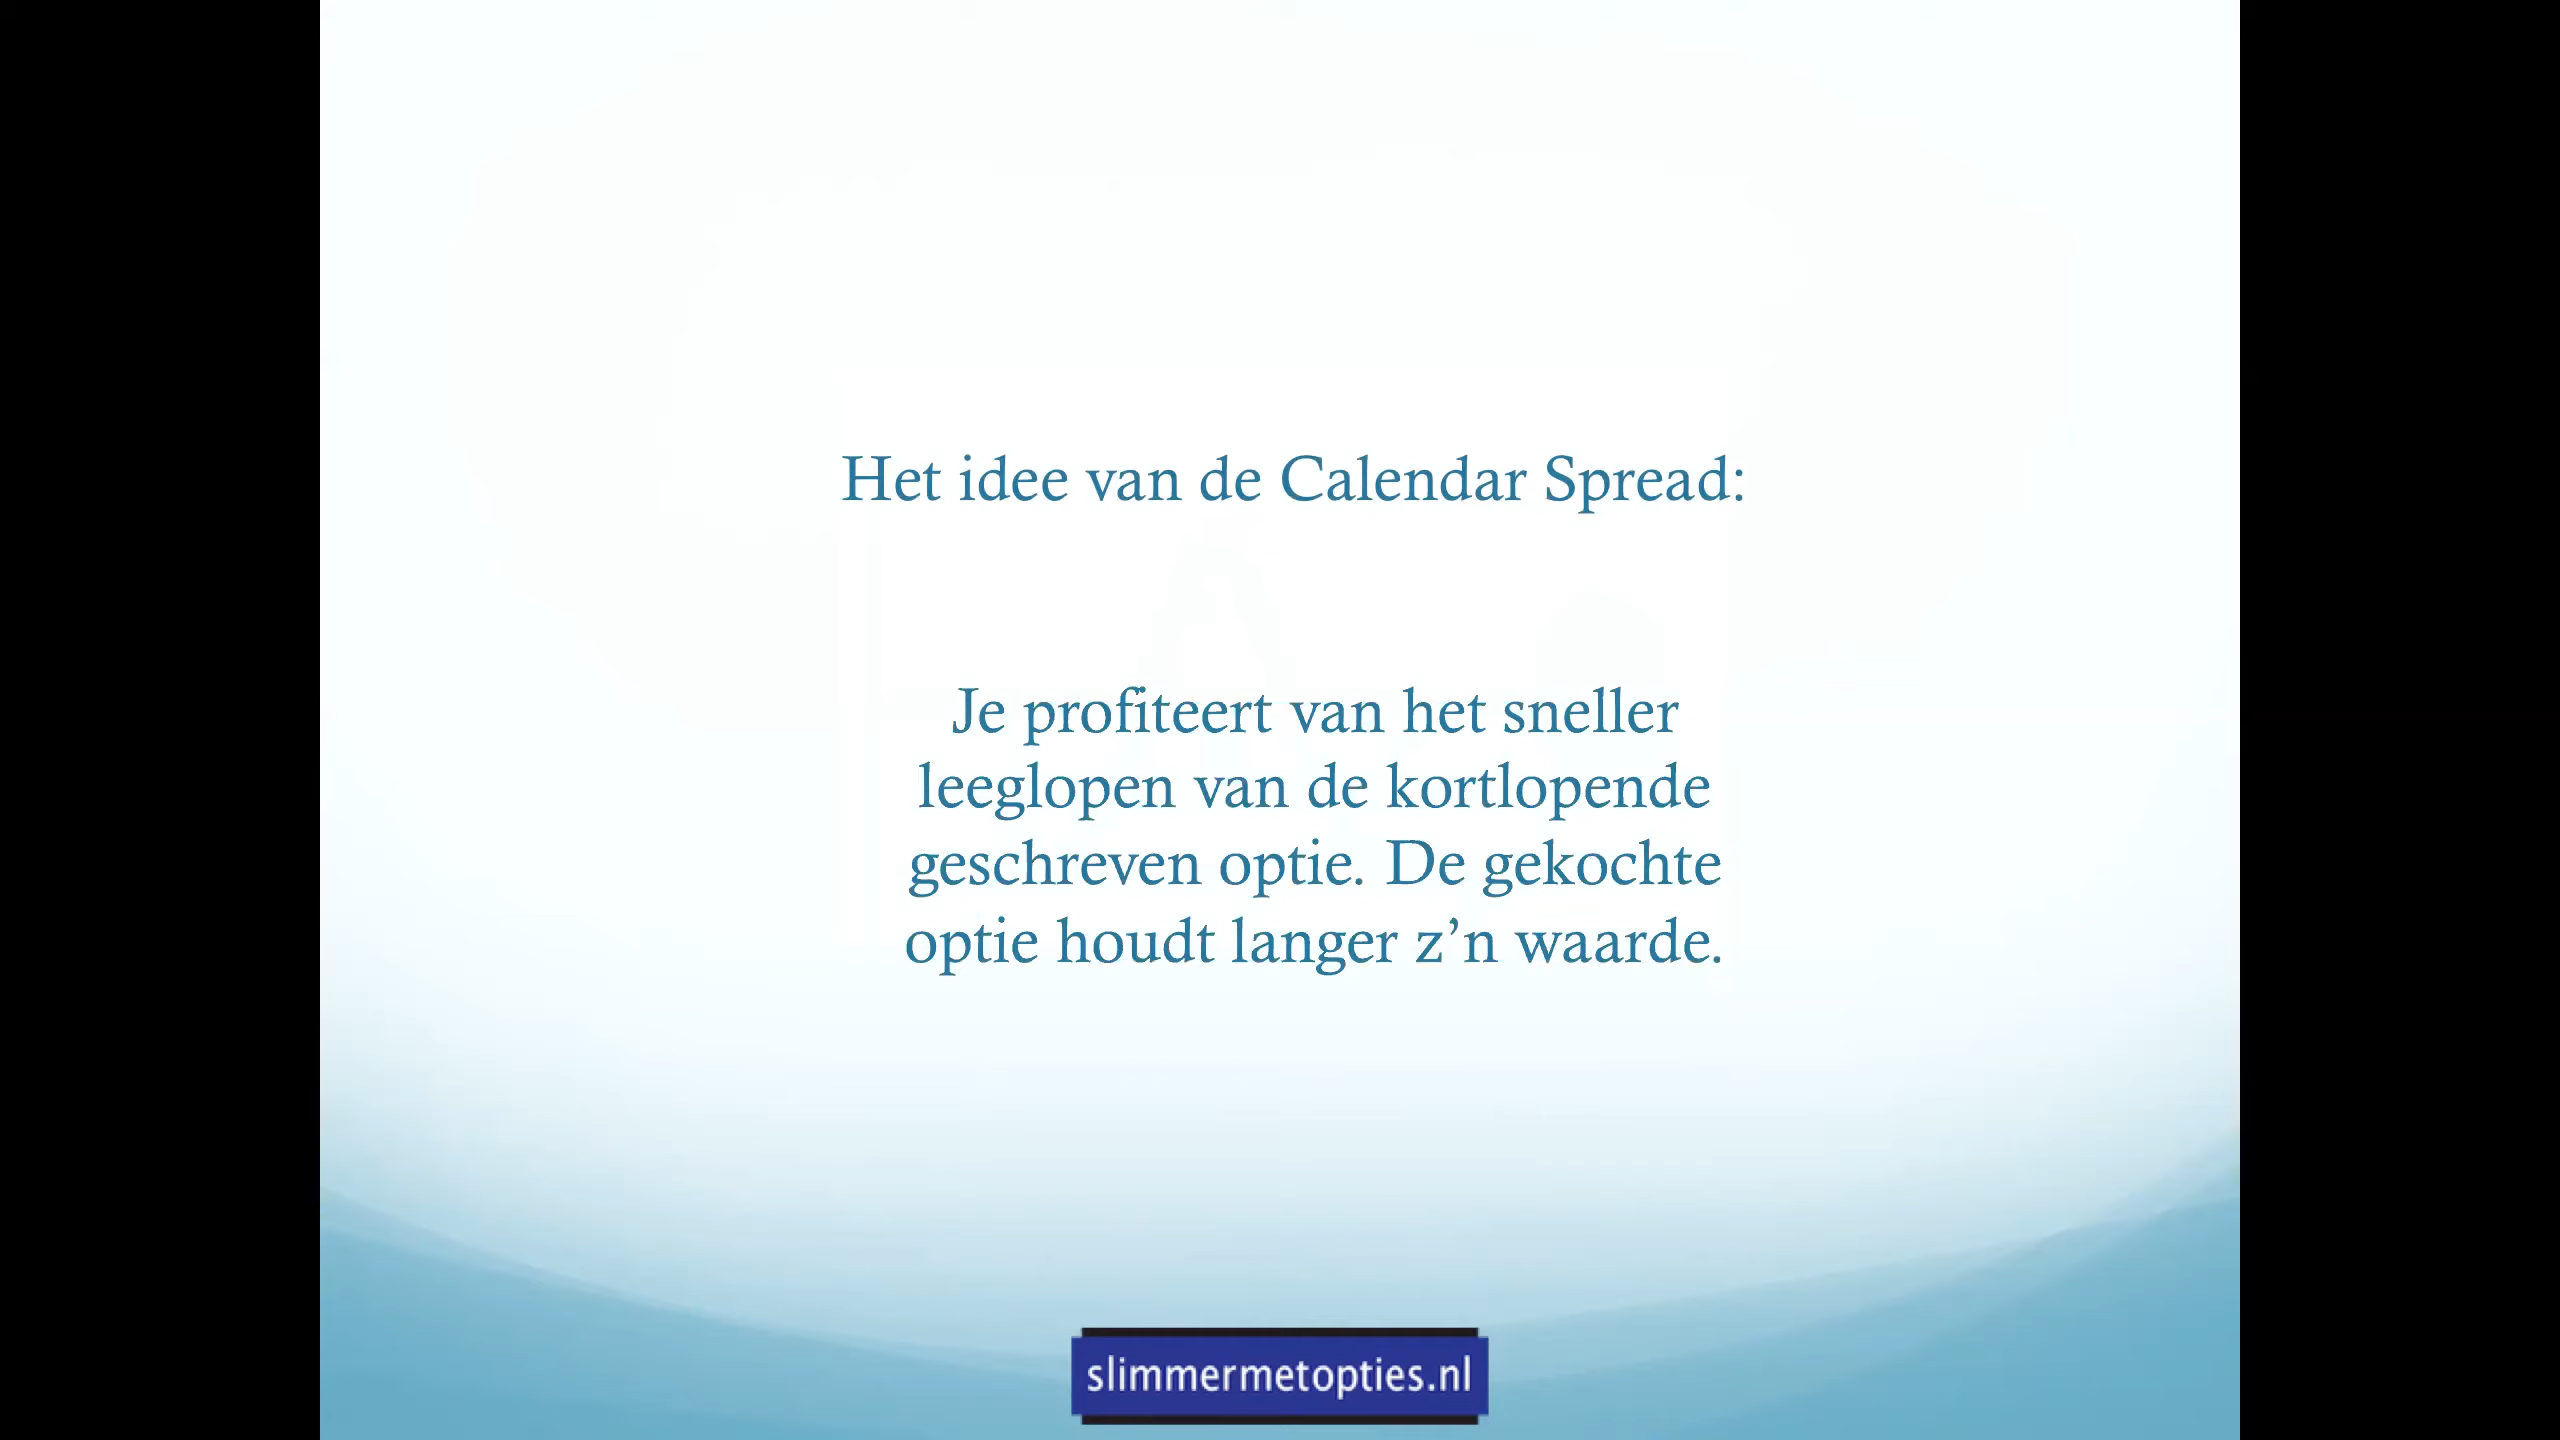 Het idee van de Calendar Spread:
Je profiteert van het sneller
leeglopen van de kortlopende
geschreven optie. De gekochte
optie houdt langer z’n waarde.
slimmermetopties.nl